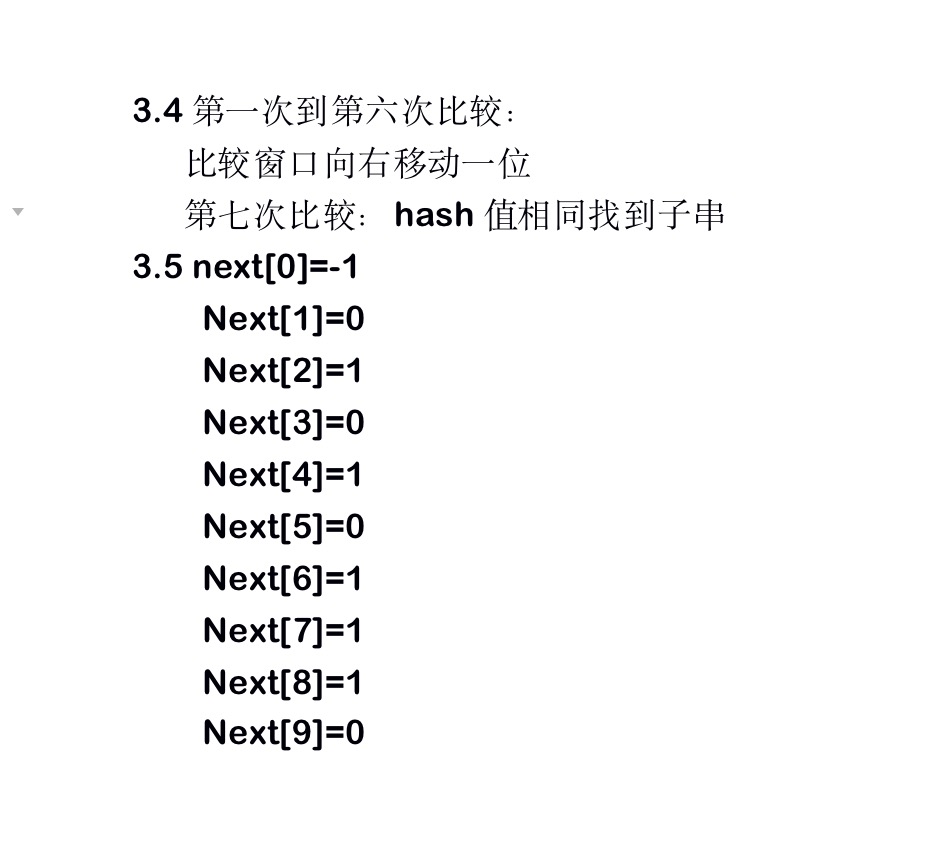 3.4 第一次到第六次比较：
比较窗口向右移动一位
第七次比较： hash 值相同找到子串
3.5 next[0]=-1
Next[1]=0
Next[2]=1
Next[3]=0
Next[4]=1
Next[5]=0
Next[6]=1
Next[7]=1
Next[8]=1
Next[9]=0